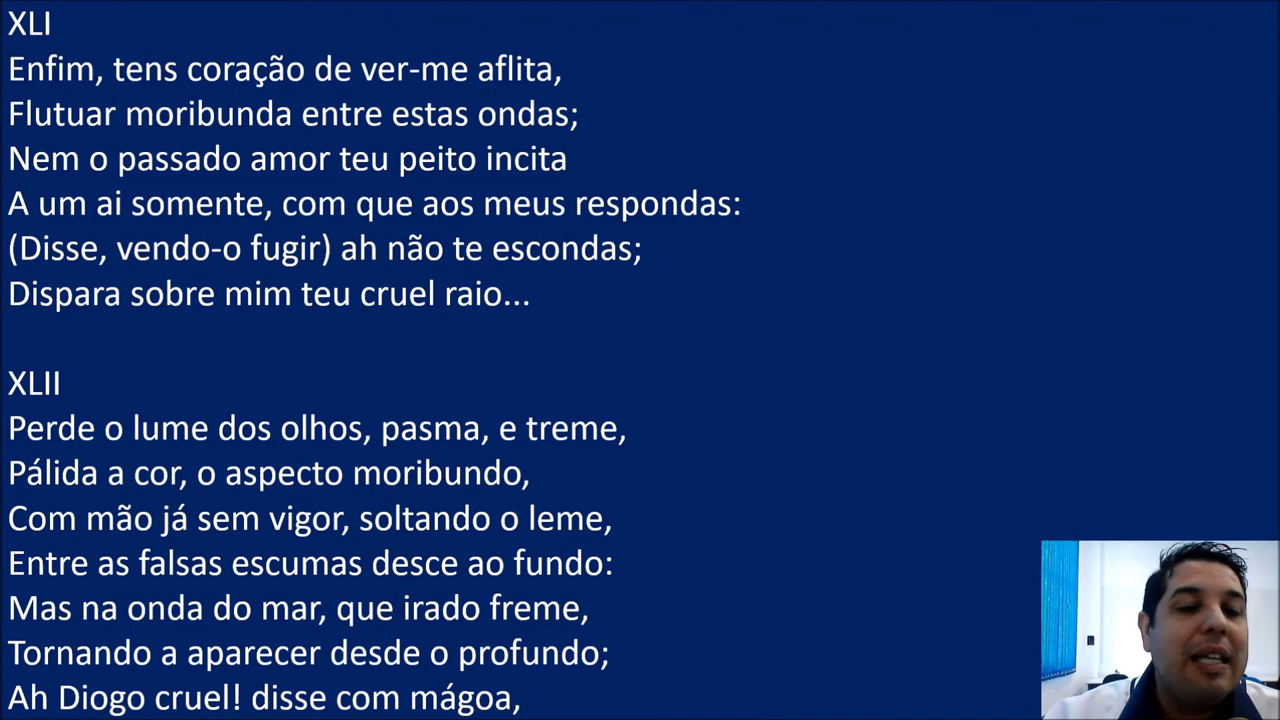 XLI
Enfim, tens coração de ver-me aflita,
Flutuar moribunda entre estas ondas;
Nem o passado amor teu peito incita
A um ai somente, com que aos meus respondas:
(Disse, vendo-o fugir) ah não te escondas;
Dispara sobre mim teu cruel raio...
XLII
Perde o lume dos olhos, pasma, e treme,
Pálida a cor, o aspecto moribundo,
Com mão já sem vigor, soltando o leme,
Entre as falsas escumas desce ao fundo:
Mas na onda do mar, que irado freme,
Tornando a aparecer desde o profundo;
Ah Diogo cruel! disse com mágoa,